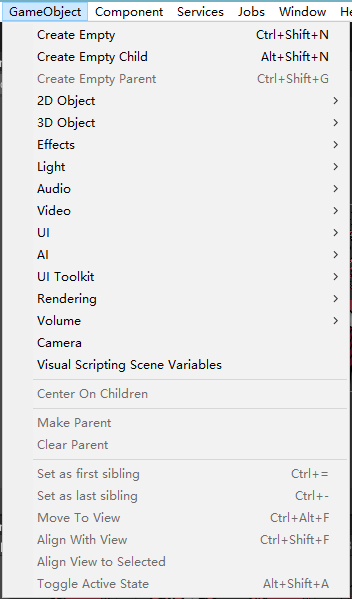 GameObject Component Services Jobs Window He
Create Empty Ctrl+Shift+N
Create Empty Child Alt+Shift+N
Create Empty Parent Ctrl+Shift+G
2D Object
3D Object
Effects
Light
Audio
Video
UI
AI
UI Toolkit
Rendering
Volume
Camera
Visual Scripting Scene Variables
Center On Children
Make Parent
Clear Parent
Set as first sibling Ctrl+=
Set as last sibling Ctrl+-
Move To View Ctrl+Alt+F
Align With View Ctrl+Shift+F
Align View to Selected
Toggle Active State Alt+Shift+A